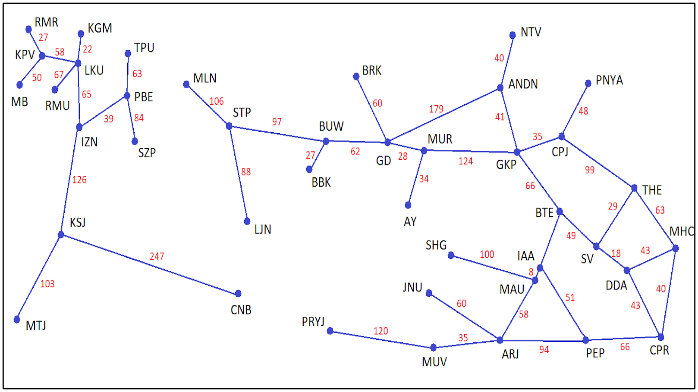 RMR
KGM
27
58
22
KPV
TPU
LKU
50
67
63
MB
RMU
65
PBE
39
84
IZN
SZP
126
KSJ
247
103
CNB
MTJ
MLN
106
STP
97
88
LJN
BUW
27
BBK
62
BRK
60
GD
28
MUR
34
AY
179
124
NTV
40
ANDN
41
GKP
PNYA
48
35
CPJ
99
66
BTE
THE
29
63
MHO
49
SV
18
43
DDA
43
40
CPR
SHG
100
IAA
8
MAU
51
58
JNU
60
PRYJ
120
MUV
35
ARJ
94
PEP
66